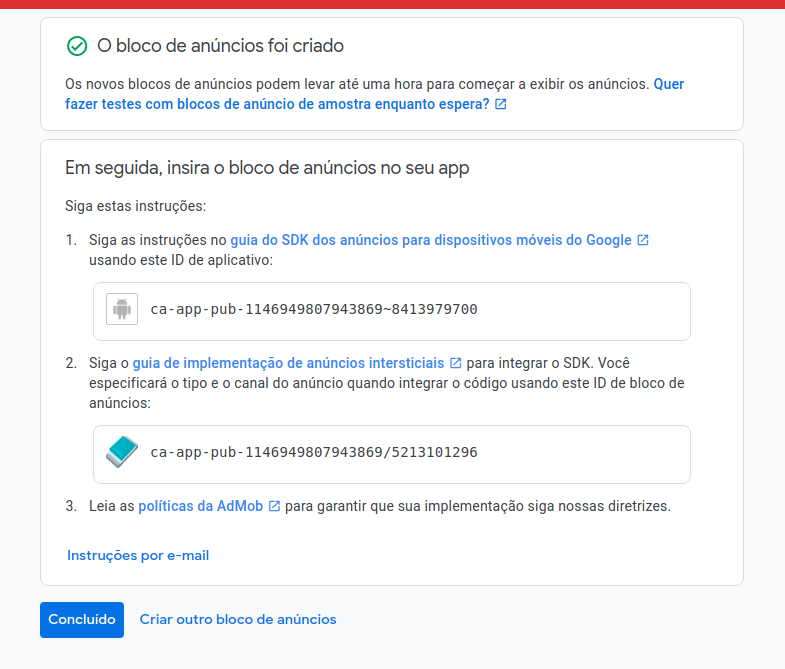 O bloco de anúncios foi criado
Os novos blocos de anúncios podem levar até uma hora para começar a exibir os anúncios. Quer
fazer testes com blocos de anúncio de amostra enquanto espera?
Em seguida, insira o bloco de anúncios no seu app
Siga estas instruções:
1. Siga as instruções no guia do SDK dos anúncios para dispositivos móveis do Google
usando este ID de aplicativo:
ca-app-pub-1146949807943869~8413979700
2. Siga o guia de implementação de anúncios intersticiais para integrar o SDK. Você
especificará o tipo e o canal do anúncio quando integrar o código usando este ID de bloco de
anúncios:
ca-app-pub-1146949807943869/5213101296
3. Leia as políticas da AdMob para garantir que sua implementação siga nossas diretrizes.
Instruções por e-mail
Concluído Criar outro bloco de anúncios